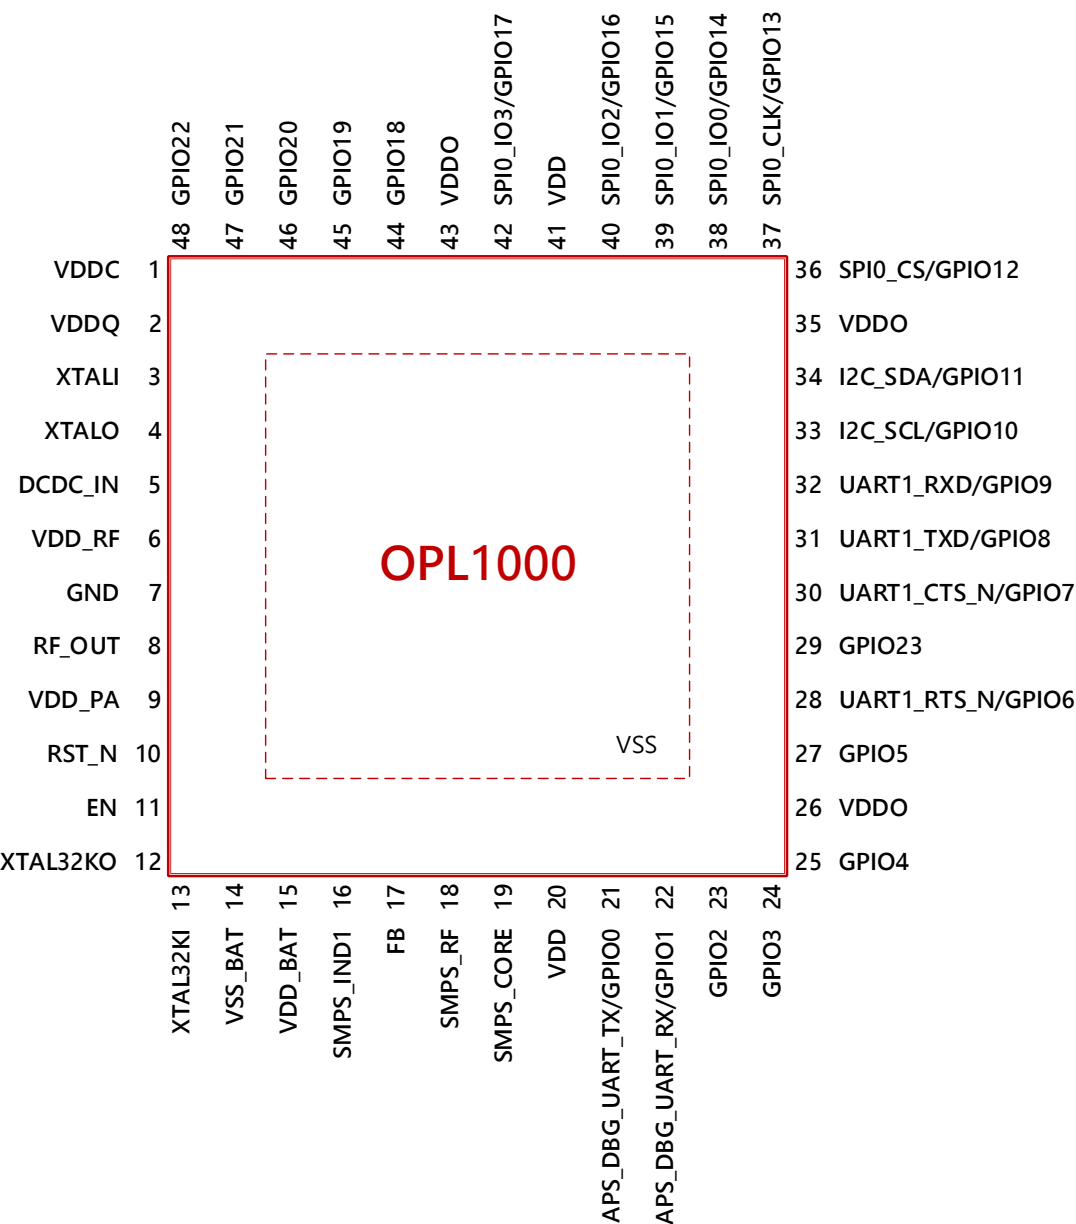 48 GPIO22
47 GPIO21
46 GPIO20
45 GPIO19
44 GPIO18
43 VDDO
42 SPI0_IO3/GPIO17
41 VDD
40 SPI0_IO2/GPIO16
39 SPI0_IO1/GPIO15
38 SPI0_IO0/GPIO14
37 SPI0_CLK/GPIO13
VDDC 1
VDDQ 2
XTALI 3
XTALO 4
DCDC_IN 5
VDD_RF 6
GND 7
RF_OUT 8
VDD_PA 9
RST_N 10
EN 11
XTAL32KO 12
OPL1000
VSS
36 SPI0_CS/GPIO12
35 VDDO
34 I2C_SDA/GPIO11
33 I2C_SCL/GPIO10
32 UART1_RXD/GPIO9
31 UART1_TXD/GPIO8
30 UART1_CTS_N/GPIO7
29 GPIO23
28 UART1_RTS_N/GPIO6
27 GPIO5
26 VDDO
25 GPIO4
XTAL32KI 13
VSS_BAT 14
VDD_BAT 15
SMPS_IND1 16
FB 17
SMPS_RF 18
SMPS_CORE 19
VDD 20
APS_DBG_UART_TX/GPIO0 21
APS_DBG_UART_RX/GPIO1 22
GPIO2 23
GPIO3 24